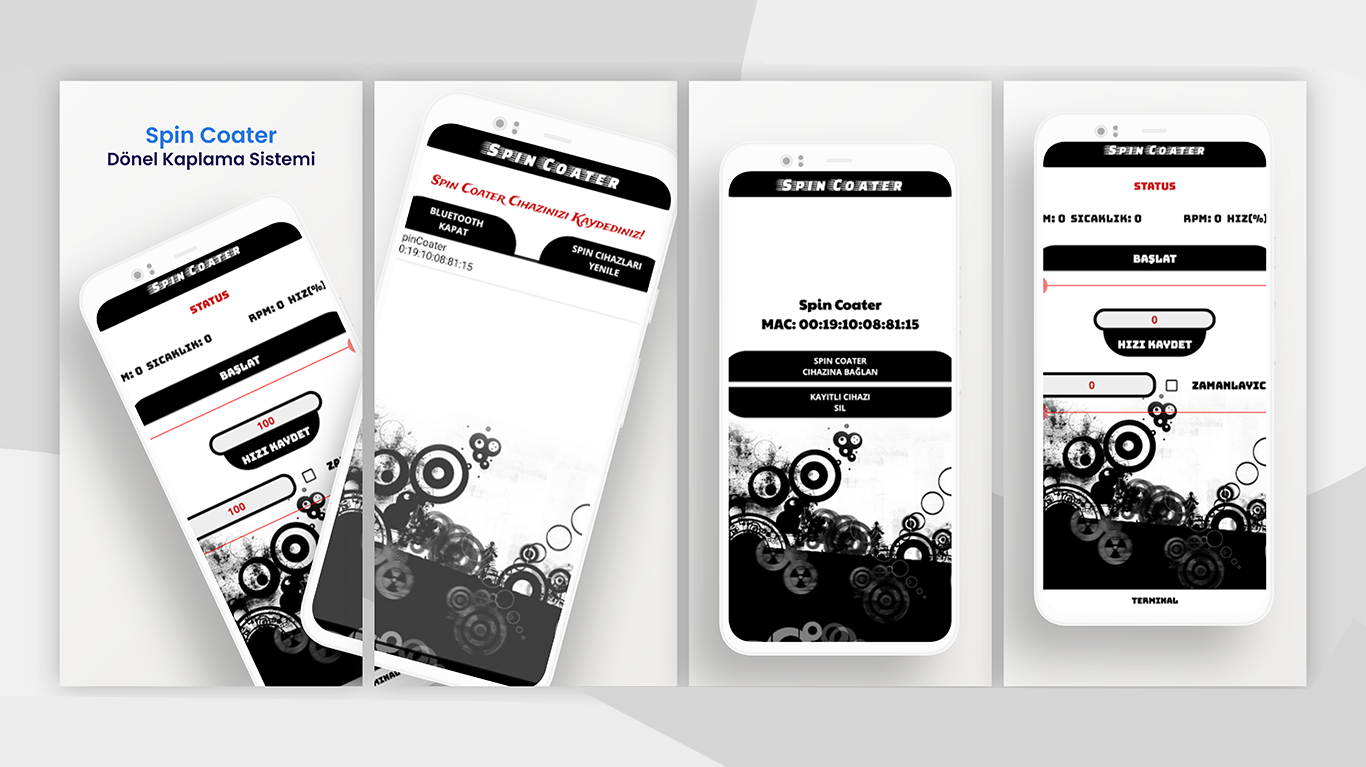 Spin Coater
Dönel Kaplama Sistemi
SPIN COATER
STATUS
M: 0 SICAKLIK: 0
RPM: 0 HIZ(%)
BAŞLAT
100
HIZI KAYDET
100
ZA
SPIN COATER
SPIN COATER CIHAZINIZI KAYDEDINIZ!
BLUETOOTH
KAPAT
SPIN CIHAZLARI
YENILE
pinCoater
0:19:10:08:81:15
MINAL
SPIN COATER
Spin Coater
MAC: 00:19:10:08:81:15
SPIN COATER
CIHAZINA BAĞLAN
KAYITLI CIHAZI
SIL
SPIN COATER
STATUS
M: 0 SICAKLIK: 0
RPM: 0 HIZ(%)
BAŞLAT
0
HIZI KAYDET
0
ZAMANLAYIC
TERMINAL